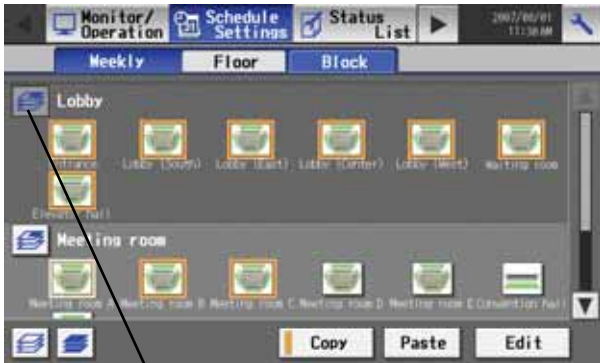 Monitor/ Operation
Schedule Settings
Status List
2007/06/01
11:30 AM
Weekly
Floor
Block
Lobby
Entrance
Lobby (South)
Lobby (East)
Lobby (Center)
Lobby (West)
Waiting room
Elevator hall
Meeting room
Meeting room A
Meeting room B
Meeting room C
Meeting room D
Meeting room E
Convention hall
Copy
Paste
Edit